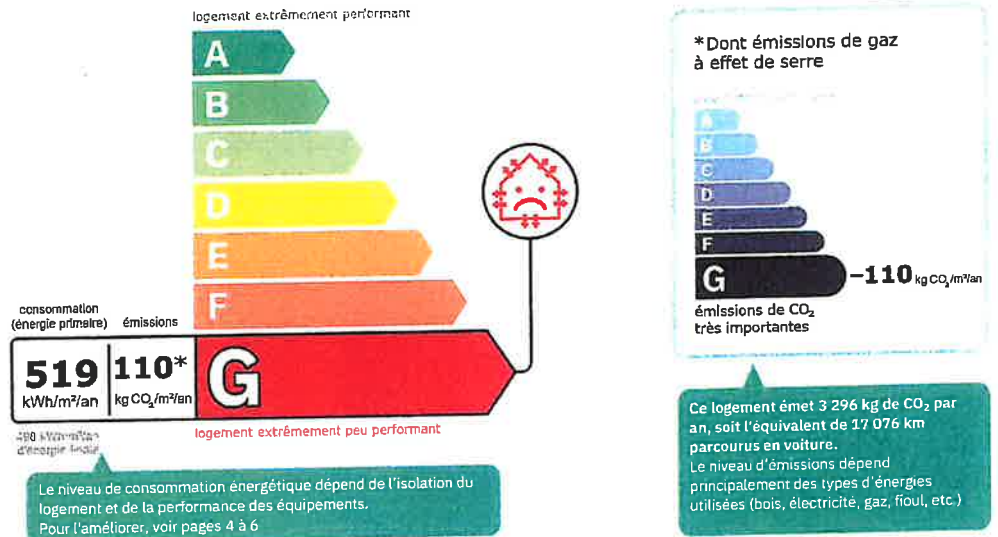 logement extrêmement performant
A
B
C
D
E
F
consommation
(énergie primaire) émissions
519 110*
kWh/m²/an kg CO₂/m²/an
G
logement extrêmement peu performant
d'énergie finale
Le niveau de consommation énergétique dépend de l'isolation du
logement et de la performance des équipements.
Pour l'améliorer, voir pages 4 à 6
*Dont émissions de gaz
à effet de serre
A
B
C
D
E
F
G –110 kg CO₂/m²/an
émissions de CO₂
très importantes
Ce logement émet 3 296 kg de CO₂ par
an, soit l'équivalent de 17 076 km
parcourus en voiture.
Le niveau d'émissions dépend
principalement des types d'énergies
utilisées (bois, électricité, gaz, fioul, etc.)